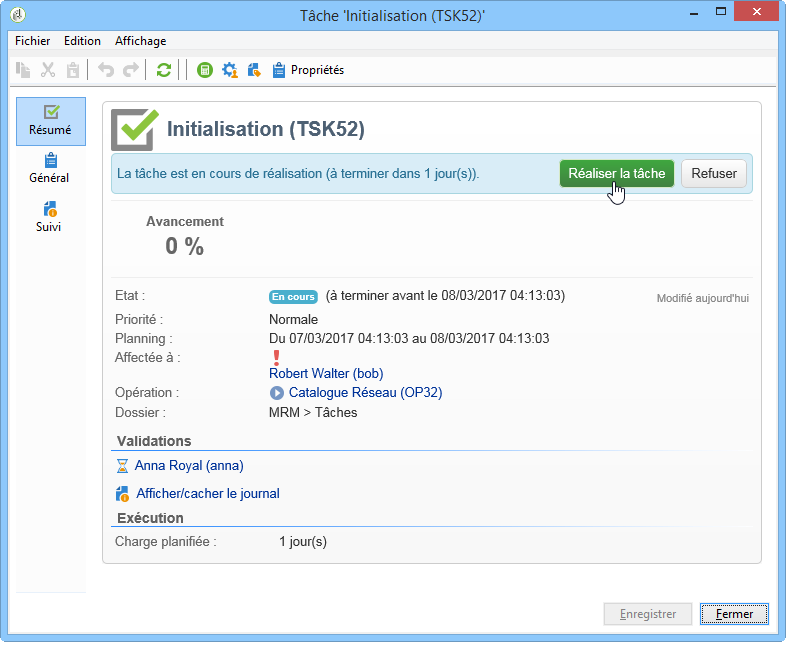 Tâche 'Initialisation (TSK52)'
Fichier Edition Affichage
Propriétés
Résumé
Général
Suivi
Initialisation (TSK52)
La tâche est en cours de réalisation (à terminer dans 1 jour(s)). Réaliser la tâche Refuser
Avancement
0 %
Etat : En cours (à terminer avant le 08/03/2017 04:13:03) Modifié aujourd'hui
Priorité : Normale
Planning : Du 07/03/2017 04:13:03 au 08/03/2017 04:13:03
Affectée à :
Robert Walter (bob)
Opération : Catalogue Réseau (OP32)
Dossier : MRM > Tâches
Validations
Anna Royal (anna)
Afficher/cacher le journal
Exécution
Charge planifiée : 1 jour(s)
Enregistrer Fermer